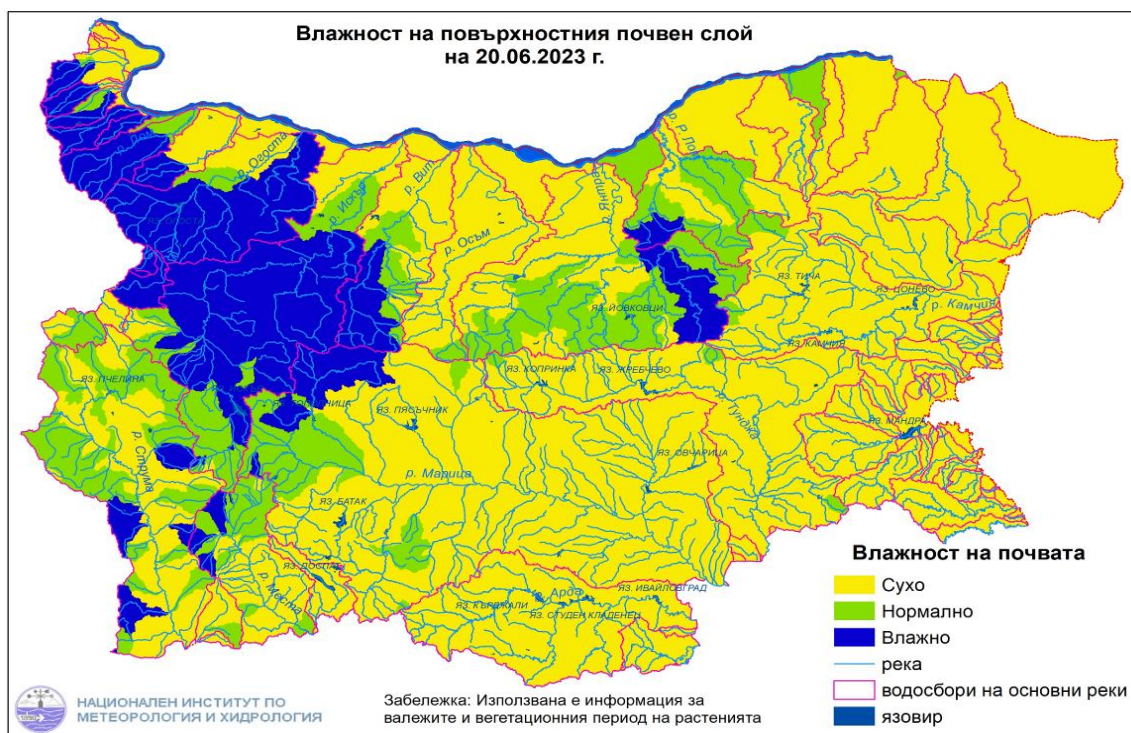 Влажност на повърхностния почвен слой
на 20.06.2023 г.
р. Огоста
р. Искър
р. Вит
р. Осъм
р. Янтра
р. Р.Лом
ЯЗ. ТИЧА
ЯЗ. ЦОНЕВО
р. Камчия
ЯЗ. ЙОВКОВЦИ
ЯЗ. КАМЧИЯ
ЯЗ. ПЧЕЛИНА
ЯЗ. КОПРИНКА
ЯЗ. ЖРЕБЧЕВО
ЯЗ. ПЯСЪЧНИК
р. Тунджа
ЯЗ. МАНДРА
р. Струма
р. Марица
ЯЗ. ОВЧАРИЦА
ЯЗ. БАТАК
ЯЗ. ДОСПАТ
р. Места
р. Арда
ЯЗ. ИВАЙЛОВГРАД
ЯЗ. КЪРДЖАЛИ
ЯЗ. СТУДЕН КЛАДЕНЕЦ
Влажност на почвата
Сухо
Нормално
Влажно
река
водосбори на основни реки
язовир
НАЦИОНАЛЕН ИНСТИТУТ ПО
МЕТЕОРОЛОГИЯ И ХИДРОЛОГИЯ
Забележка: Използвана е информация за
валежите и вегетационния период на растенията